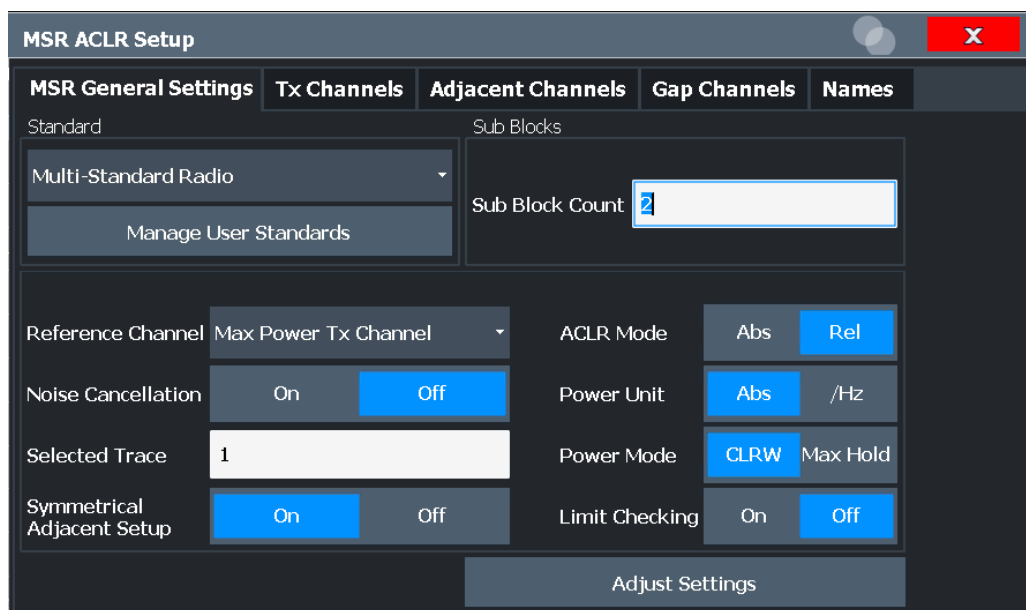 MSR ACLR Setup X
MSR General Settings Tx Channels Adjacent Channels Gap Channels Names
Standard Sub Blocks
Multi-Standard Radio
Sub Block Count 2
Manage User Standards
Reference Channel Max Power Tx Channel ACLR Mode Abs Rel
Noise Cancellation On Off Power Unit Abs /Hz
Selected Trace 1 Power Mode CLRW Max Hold
Symmetrical
Adjacent Setup On Off Limit Checking On Off
Adjust Settings